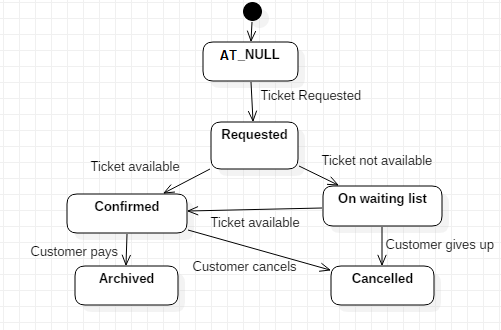 AT_NULL
Ticket Requested
Requested
Ticket available
Ticket not available
Confirmed
On waiting list
Ticket available
Customer pays
Customer gives up
Customer cancels
Archived
Cancelled